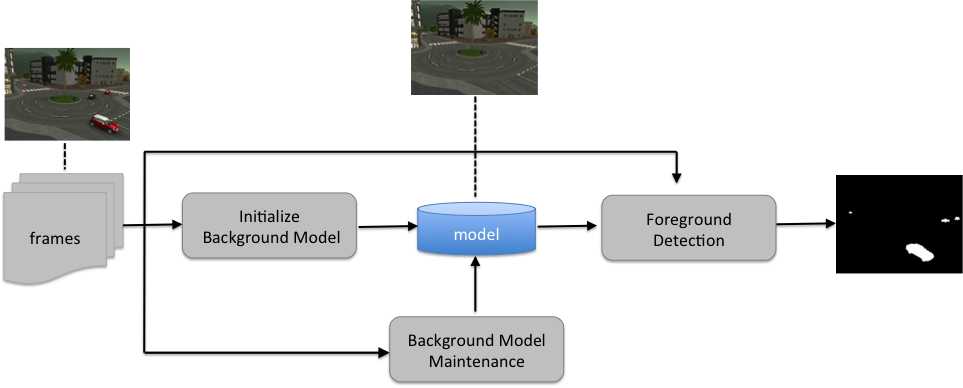 frames
Initialize
Background Model
model
Foreground
Detection
Background Model
Maintenance